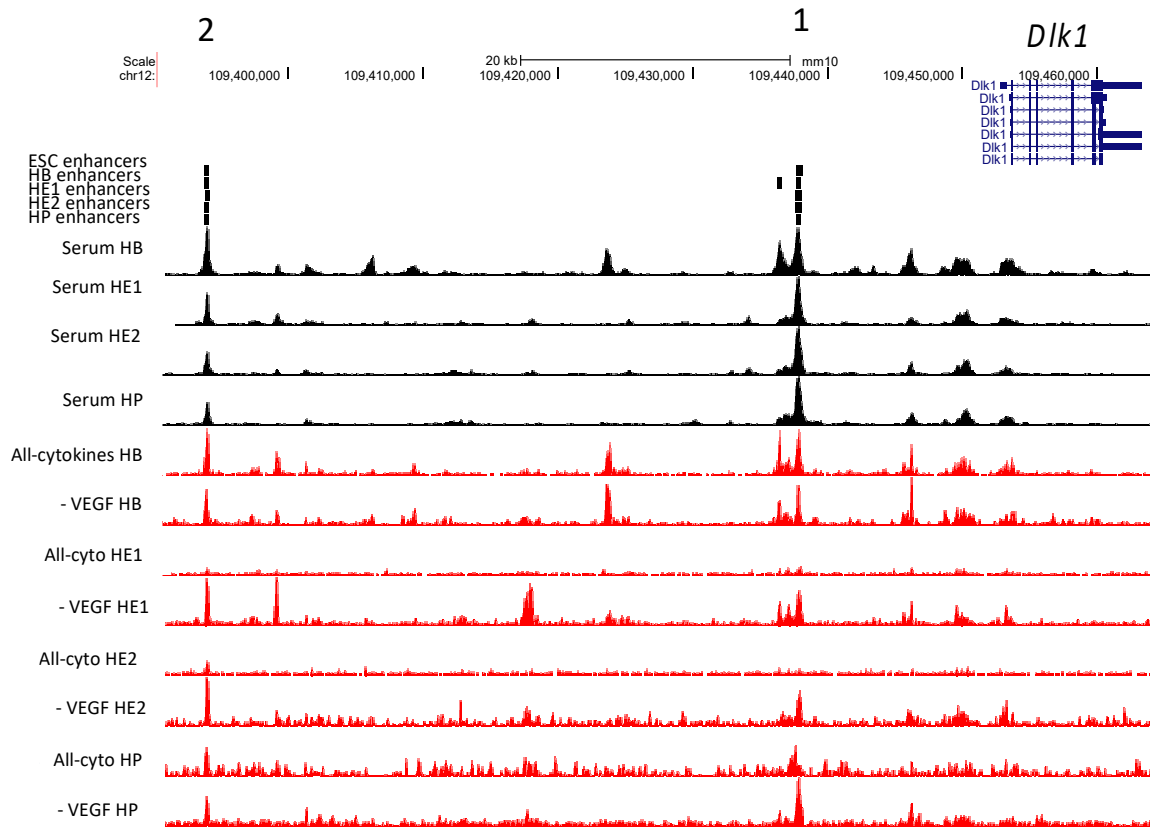 2 1 Dlk1
Scale 20 kb mm10
chr12: 109,400,000 109,410,000 109,420,000 109,430,000 109,440,000 109,450,000 109,460,000
Dlk1
Dlk1
Dlk1
Dlk1
Dlk1
Dlk1
Dlk1
ESC enhancers
HB enhancers
HE1 enhancers
HE2 enhancers
HP enhancers
Serum HB
Serum HE1
Serum HE2
Serum HP
All-cytokines HB
- VEGF HB
All-cyto HE1
- VEGF HE1
All-cyto HE2
- VEGF HE2
All-cyto HP
- VEGF HP